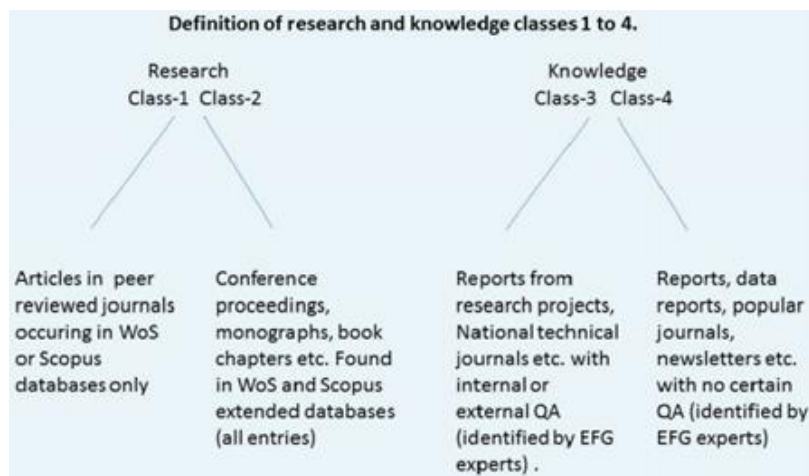 Definition of research and knowledge classes 1 to 4.
Research
Class-1 Class-2
Knowledge
Class-3 Class-4
Articles in peer
reviewed journals
occuring in WoS
or Scopus
databases only
Conference
proceedings,
monographs, book
chapters etc. Found
in WoS and Scopus
extended databases
(all entries)
Reports from
research projects,
National technical
journals etc. with
internal or
external QA
(identified by EFG
experts) .
Reports, data
reports, popular
journals,
newsletters etc.
with no certain
QA (identified by
EFG experts)